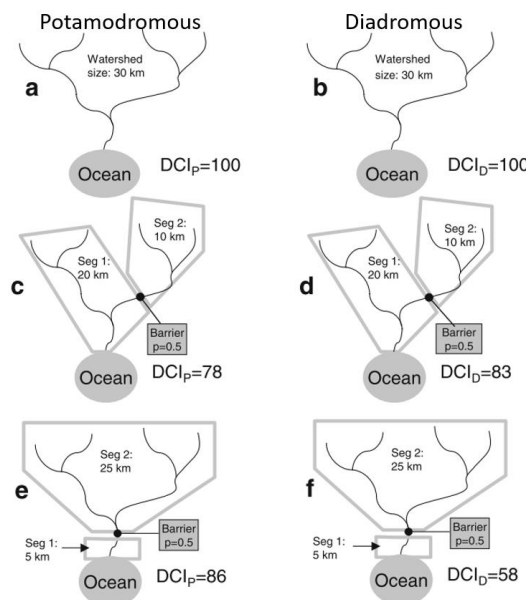 Potamodromous
Diadromous
Watershed
size: 30 km
a
Ocean
DCIP=100
Watershed
size: 30 km
b
Ocean
DCID=100
Seg 2:
10 km
Seg 1:
20 km
c
Barrier
p=0.5
Ocean
DCIP=78
Seg 2:
10 km
Seg 1:
20 km
d
Barrier
p=0.5
Ocean
DCID=83
Seg 2:
25 km
e
Barrier
p=0.5
Seg 1:
5 km
Ocean
DCIP=86
Seg 2:
25 km
f
Barrier
p=0.5
Seg 1:
5 km
Ocean
DCID=58